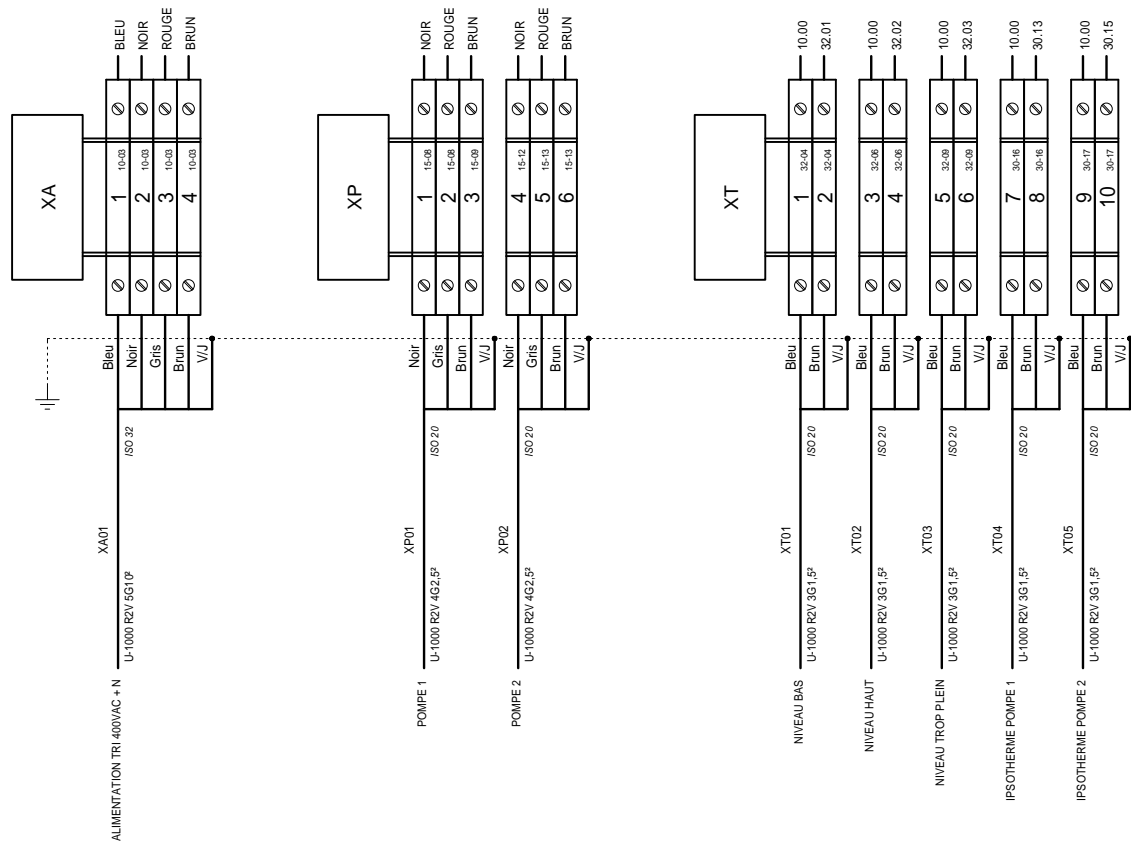 XA
BLEU
NOIR
ROUGE
BRUN
1 10-03
2 10-03
3 10-03
4 10-03
Bleu
Noir
Gris
Brun
V/J
ISO 32
XA01
U-1000 R2V 5G10²
ALIMENTATION TRI 400VAC + N
XP
NOIR
ROUGE
BRUN
NOIR
ROUGE
BRUN
1 15-08
2 15-08
3 15-09
4 15-12
5 15-13
6 15-13
Noir
Gris
Brun
V/J
Noir
Gris
Brun
V/J
ISO 20
ISO 20
XP01
XP02
U-1000 R2V 4G2,5²
U-1000 R2V 4G2,5²
POMPE 1
POMPE 2
XT
10.00
32.01
10.00
32.02
10.00
32.03
10.00
30.13
10.00
30.15
1 32-04
2 32-04
3 32-06
4 32-06
5 32-09
6 32-09
7 30-16
8 30-16
9 30-17
10 30-17
Bleu
Brun
V/J
Bleu
Brun
V/J
Bleu
Brun
V/J
Bleu
Brun
V/J
Bleu
Brun
V/J
ISO 20
ISO 20
ISO 20
ISO 20
ISO 20
XT01
XT02
XT03
XT04
XT05
U-1000 R2V 3G1,5²
U-1000 R2V 3G1,5²
U-1000 R2V 3G1,5²
U-1000 R2V 3G1,5²
U-1000 R2V 3G1,5²
NIVEAU BAS
NIVEAU HAUT
NIVEAU TROP PLEIN
IPSOTHERME POMPE 1
IPSOTHERME POMPE 2